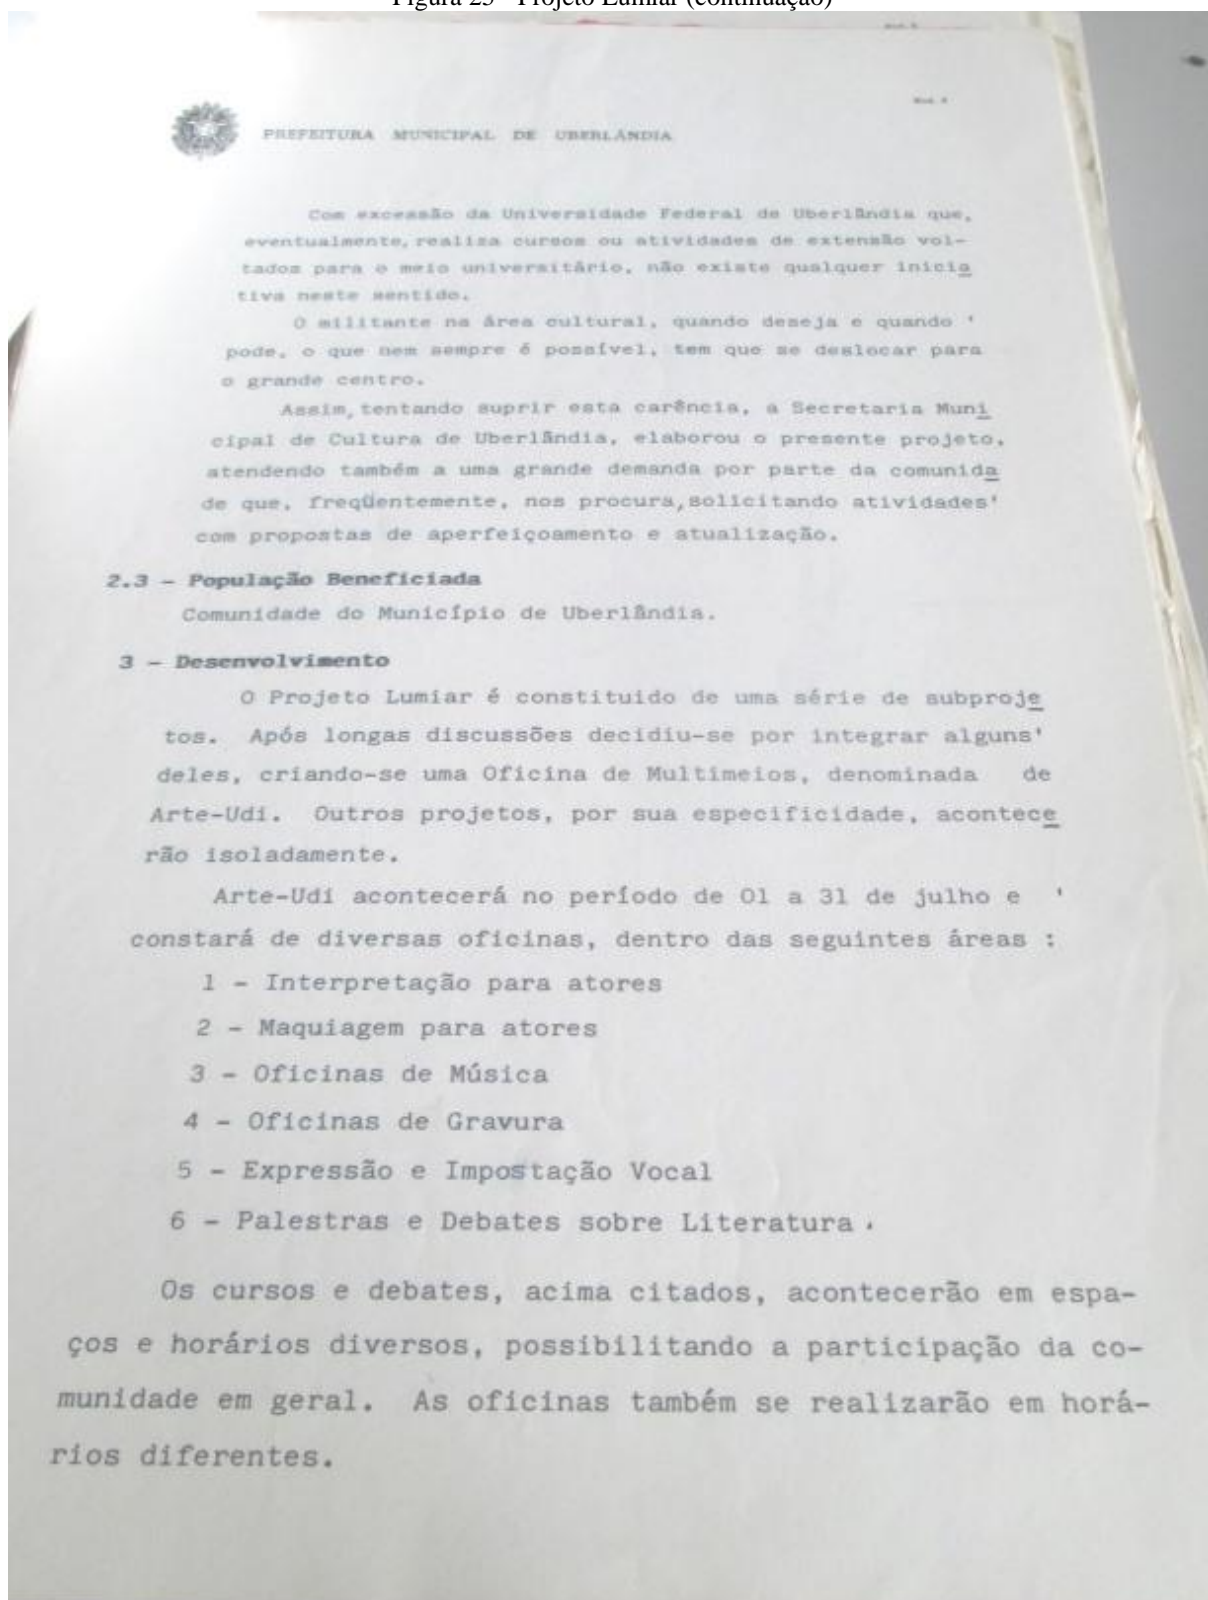 Figura 25 - Projeto Lumiar (continuação)
PREFEITURA MUNICIPAL DE UBERLÂNDIA
Com excessão da Universidade Federal de Uberlândia que,
eventualmente, realiza cursos ou atividades de extensão vol-
tados para o meio universitário, não existe qualquer inicia
tiva neste sentido.
O militante na área cultural, quando deseja e quando '
pode, o que nem sempre é possível, tem que se deslocar para
o grande centro.
Assim, tentando suprir esta carência, a Secretaria Muni
cipal de Cultura de Uberlândia, elaborou o presente projeto,
atendendo também a uma grande demanda por parte da comunida
de que, freqüentemente, nos procura, solicitando atividades'
com propostas de aperfeiçoamento e atualização.
2.3 - População Beneficiada
Comunidade do Município de Uberlândia.
3 - Desenvolvimento
O Projeto Lumiar é constituido de uma série de subproje
tos. Após longas discussões decidiu-se por integrar alguns'
deles, criando-se uma Oficina de Multimeios, denominada de
Arte-Udi. Outros projetos, por sua especificidade, acontece
rão isoladamente.
Arte-Udi acontecerá no período de 01 a 31 de julho e '
constará de diversas oficinas, dentro das seguintes áreas :
1 - Interpretação para atores
2 - Maquiagem para atores
3 - Oficinas de Música
4 - Oficinas de Gravura
5 - Expressão e Impostação Vocal
6 - Palestras e Debates sobre Literatura .
Os cursos e debates, acima citados, acontecerão em espa-
ços e horários diversos, possibilitando a participação da co-
munidade em geral. As oficinas também se realizarão em horá-
rios diferentes.